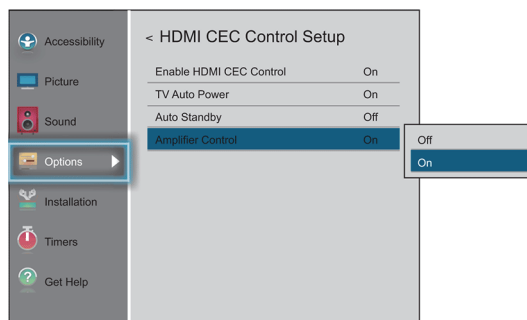 Accessibility
Picture
Sound
Options
Installation
Timers
Get Help
< HDMI CEC Control Setup
Enable HDMI CEC Control On
TV Auto Power On
Auto Standby Off
Amplifier Control On
Off
On